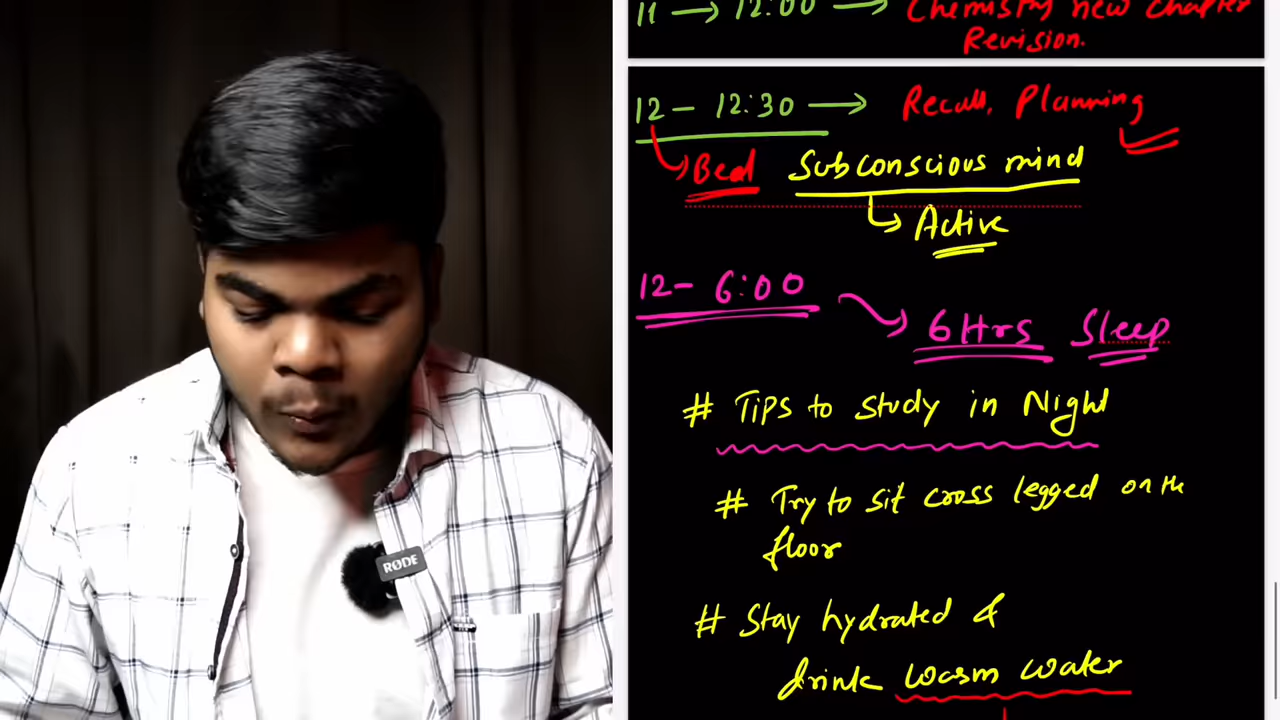 11 → 12:00 → Chemistry new chapter
Revision.
12 - 12:30 → Recall, Planning
Bed Subconscious mind
Active
12 - 6:00
6 Hrs Sleep
# Tips to study in Night
# Try to sit cross legged on the
floor
# Stay hydrated &
drink warm water
RØDE